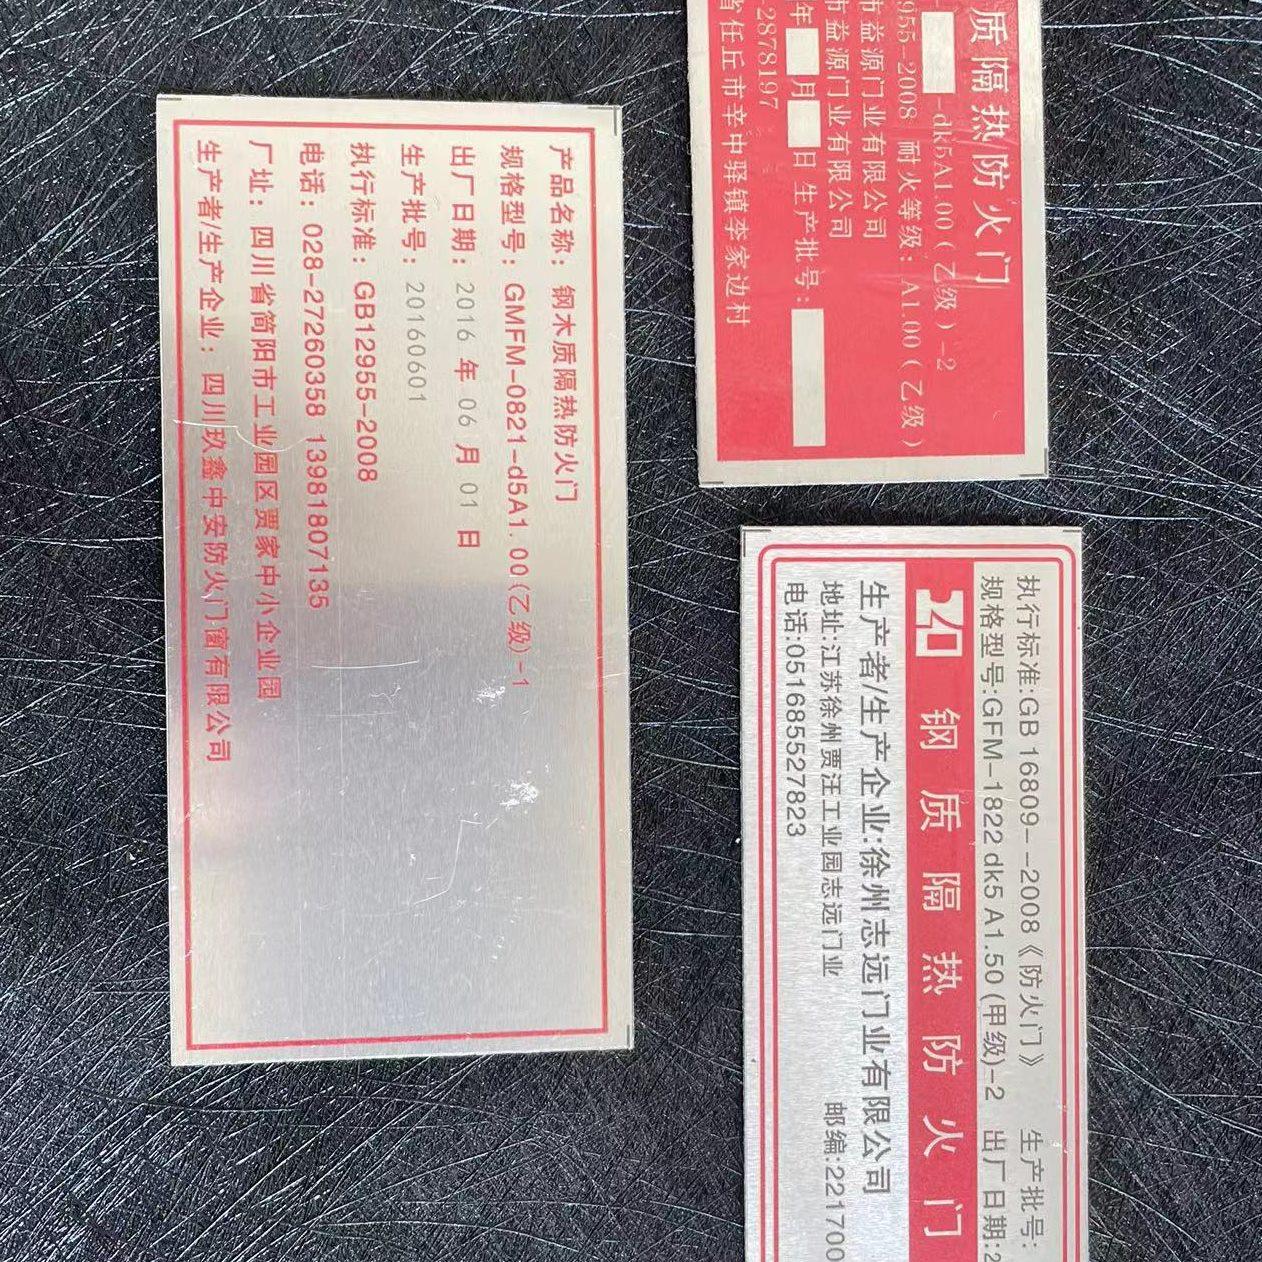 产品名称：钢木质隔热防火门
规格型号：GMFM-0821-d5A1.00(乙级)-1
出厂日期：2016 年 06 月 01 日
生产批号：20160601
执行标准：GB12955-2008
电话：028-27260358 13981807135
厂址：四川省简阳市工业园区贾家中小企业园
生产者/生产企业：四川玖鑫中安防火门窗有限公司
质隔热防火门
-dk5A1.00(乙级)-2
955-2008 耐火等级：A1.00(乙级)
市益源门业有限公司
市益源门业有限公司
年 月 日 生产批号：
-2878197
省任丘市辛中驿镇李家边村
执行标准:GB 16809--2008《防火门》 生产批号:
规格型号:GFM-1822 dk5 A1.50 (甲级)-2 出厂日期:2
钢质隔热防火门
生产者/生产企业:徐州志远门业有限公司
地址:江苏徐州贾汪工业园志远门业 邮编:221700
电话:051685527823